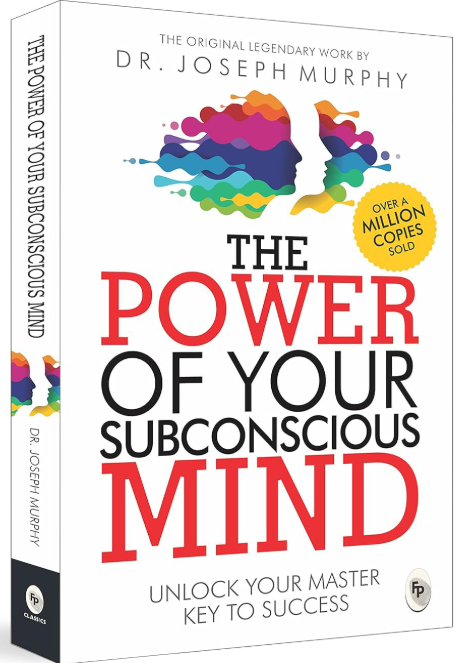 THE POWER OF YOUR SUBCONSCIOUS MIND
DR. JOSEPH MURPHY
FP
CLASSICS
THE ORIGINAL LEGENDARY WORK BY
DR. JOSEPH MURPHY
OVER A
MILLION
COPIES
SOLD
THE
POWER
OF YOUR
SUBCONSCIOUS
MIND
UNLOCK YOUR MASTER
KEY TO SUCCESS
FP